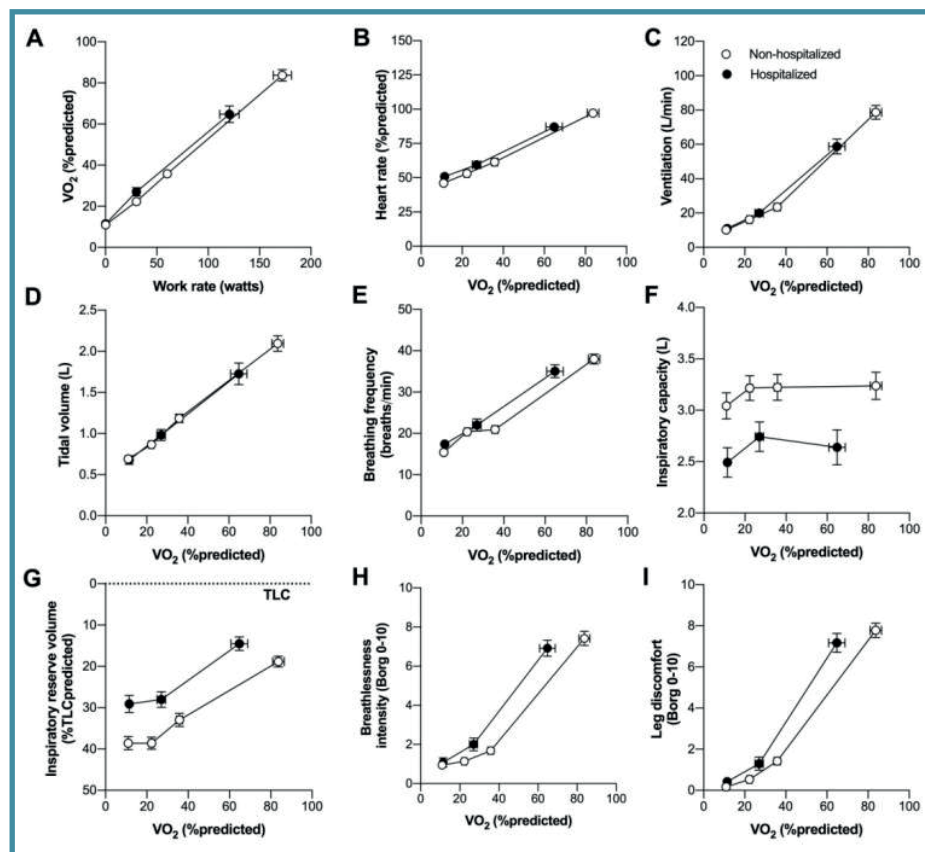 A
VO2 (%predicted)
100
80
60
40
20
0
0 50 100 150 200
Work rate (watts)
B
Heart rate (%predicted)
150
125
100
75
50
25
0
0 20 40 60 80 100
VO2 (%predicted)
C
Non-hospitalized
Hospitalized
Ventilation (L/min)
120
100
80
60
40
20
0
0 20 40 60 80 100
VO2 (%predicted)
D
Tidal volume (L)
2.5
2.0
1.5
1.0
0.5
0.0
0 20 40 60 80 100
VO2 (%predicted)
E
Breathing frequency
(breaths/min)
50
40
30
20
10
0
0 20 40 60 80 100
VO2 (%predicted)
F
Inspiratory capacity (L)
4.0
3.5
3.0
2.5
2.0
0 20 40 60 80 100
VO2 (%predicted)
G
Inspiratory reserve volume
(%TLCpredicted)
0
10
20
30
40
50
TLC
0 20 40 60 80 100
VO2 (%predicted)
H
Breathlessness
intensity (Borg 0-10)
10
8
6
4
2
0
0 20 40 60 80 100
VO2 (%predicted)
I
Leg discomfort
(Borg 0-10)
10
8
6
4
2
0
0 20 40 60 80 100
VO2 (%predicted)